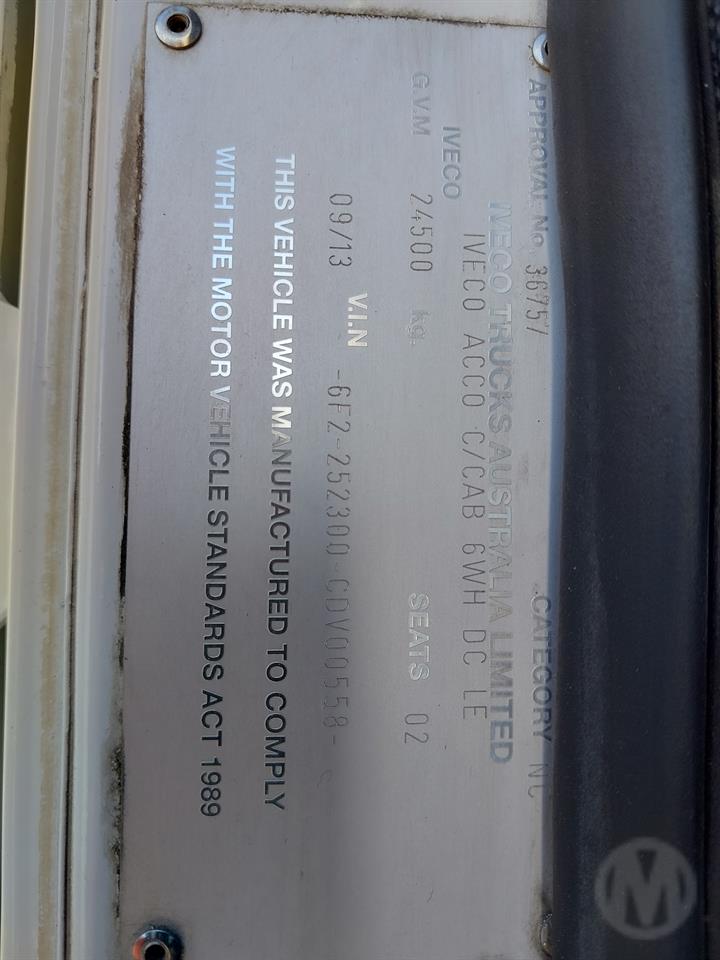 APPROVAL No. 36757 CATEGORY NC
IVECO TRUCKS AUSTRALIA LIMITED
IVECO IVECO ACCO C/CAB 6WH DC LE
G.V.M 24500 kg. SEATS 02
09/13 V.I.N -6F2-252300-CDV00558-
THIS VEHICLE WAS MANUFACTURED TO COMPLY
WITH THE MOTOR VEHICLE STANDARDS ACT 1989
M